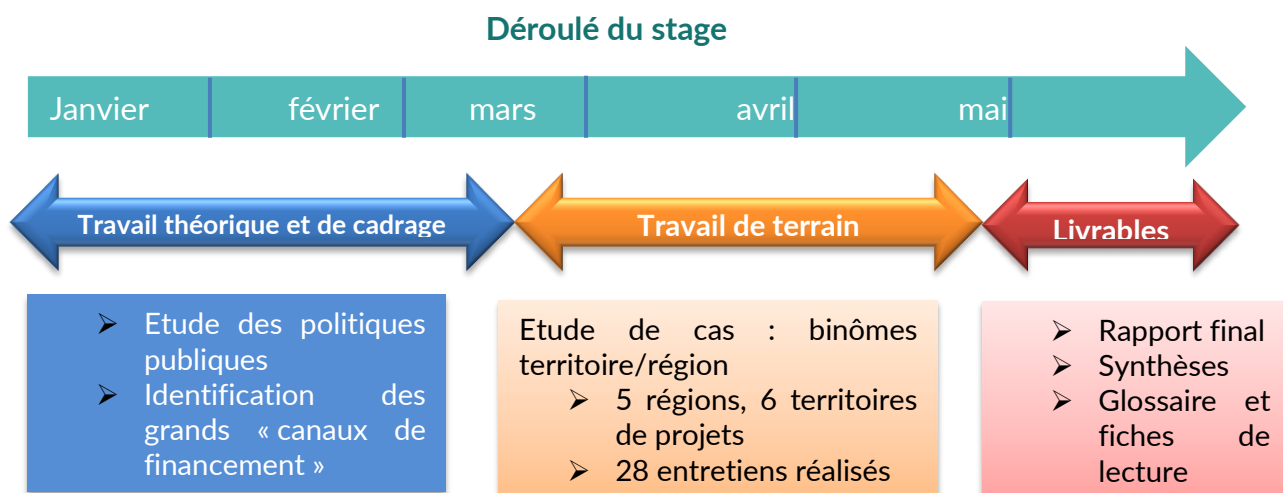 Déroulé du stage
Janvier février mars avril mai
Travail théorique et de cadrage
Travail de terrain
Livrables
➢ Etude des politiques
publiques
➢ Identification des
grands « canaux de
financement »
Etude de cas : binômes
territoire/région
➢ 5 régions, 6 territoires
de projets
➢ 28 entretiens réalisés
➢ Rapport final
➢ Synthèses
➢ Glossaire et
fiches de
lecture